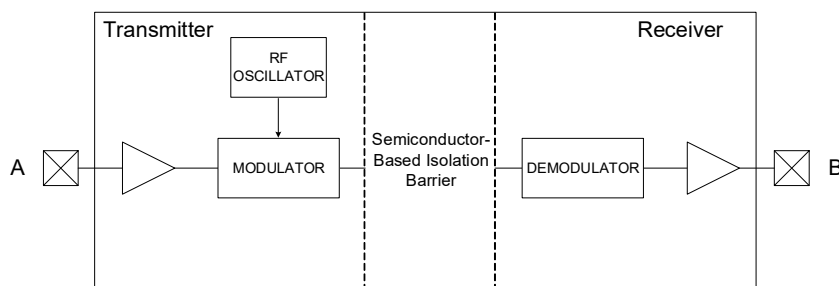 Transmitter
Receiver
RF
OSCILLATOR
A
MODULATOR
Semiconductor-
Based Isolation
Barrier
DEMODULATOR
B